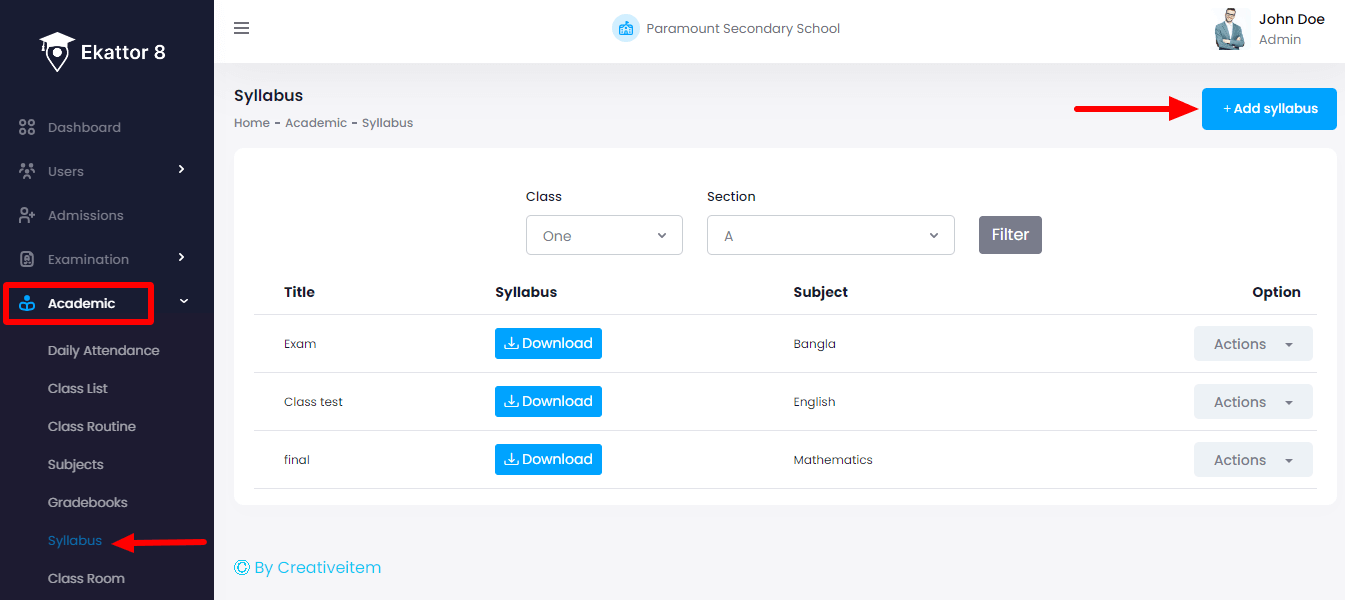 Ekattor 8
Dashboard
Users
Admissions
Examination
Academic
Daily Attendance
Class List
Class Routine
Subjects
Gradebooks
Syllabus
Class Room
Paramount Secondary School
John Doe
Admin
Syllabus
Home - Academic - Syllabus
+ Add syllabus
Class Section
One A Filter
Title Syllabus Subject Option
Exam Download Bangla Actions
Class test Download English Actions
final Download Mathematics Actions
© By Creativeitem